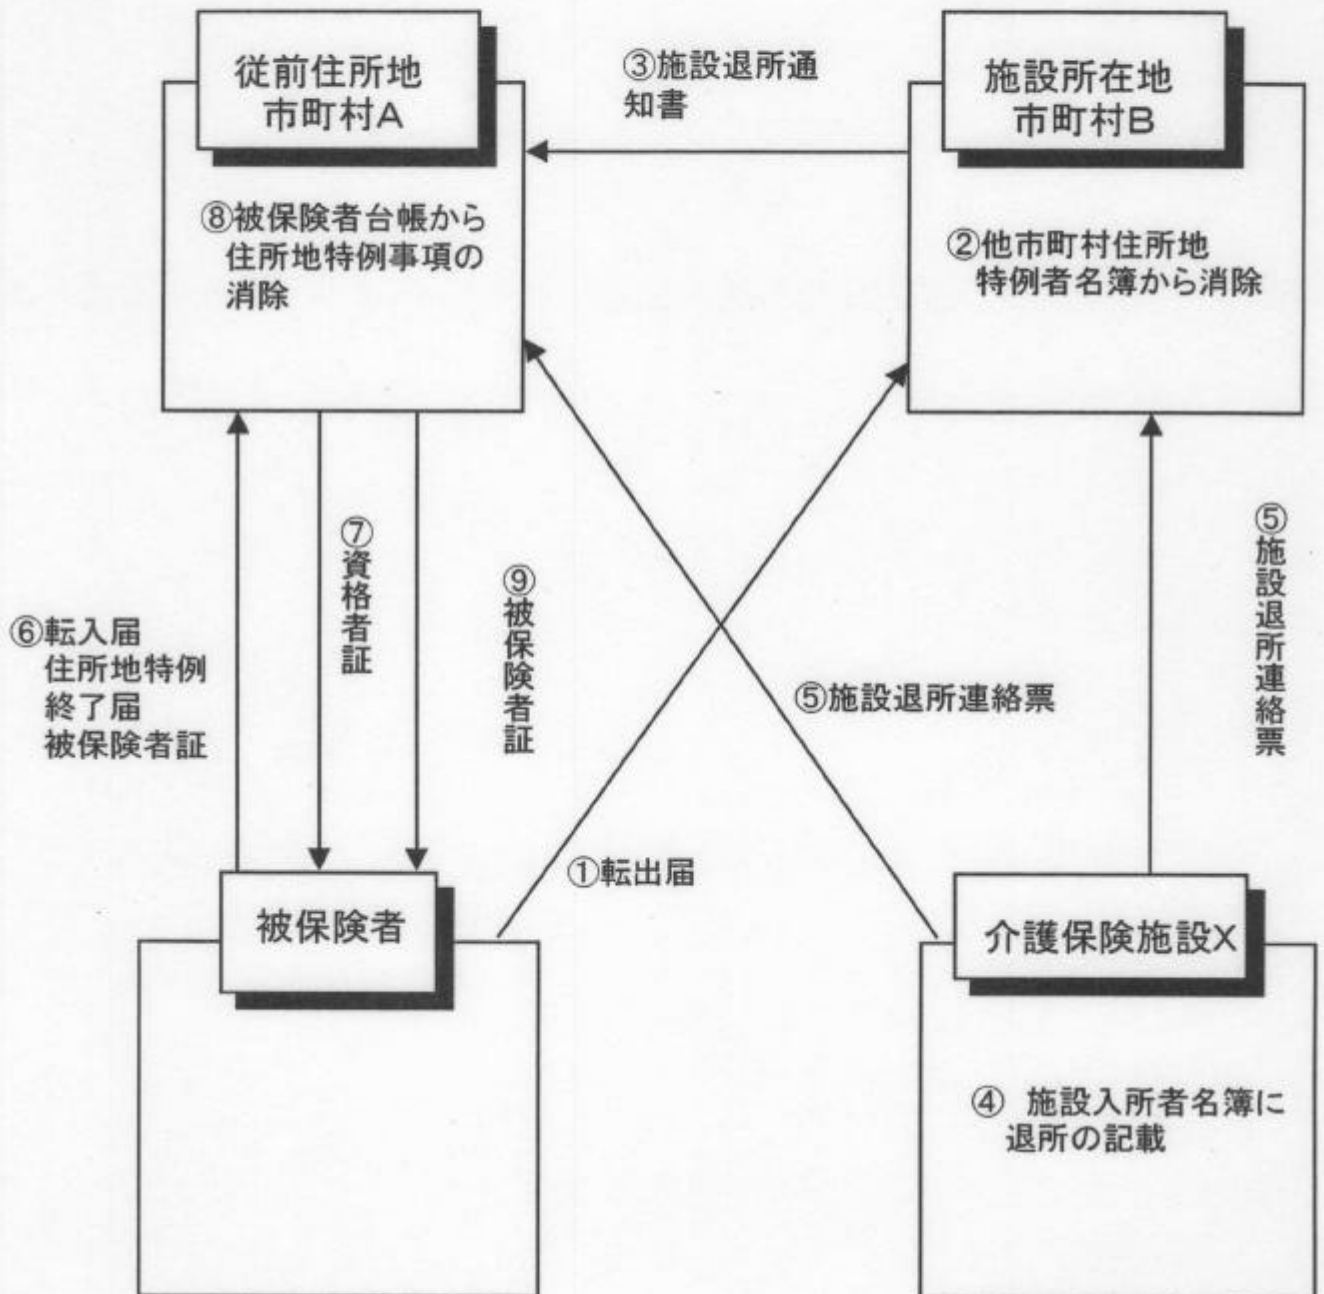 従前住所地
市町村A
③施設退所通
知書
施設所在地
市町村B
⑧被保険者台帳から
住所地特例事項の
消除
②他市町村住所地
特例者名簿から消除
⑥転入届
住所地特例
終了届
被保険者証
⑦資格者証
⑨被保険者証
①転出届
⑤施設退所連絡票
⑤施設退所連絡票
被保険者
介護保険施設X
④ 施設入所者名簿に
退所の記載